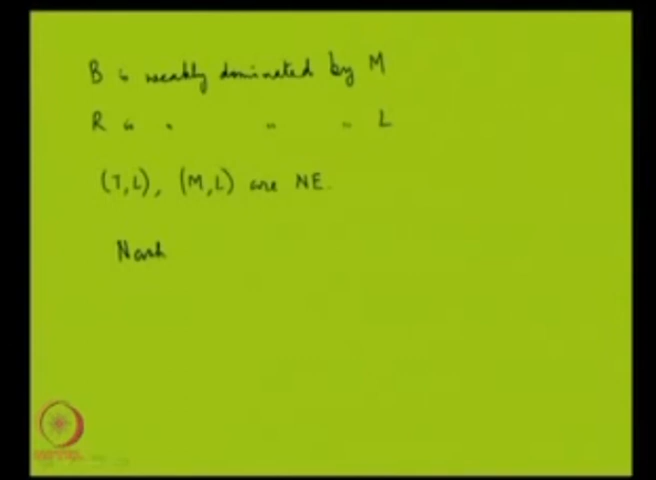 B is weakly dominated by M
R " " " " L
(T,L), (M,L) are NE.
Nash